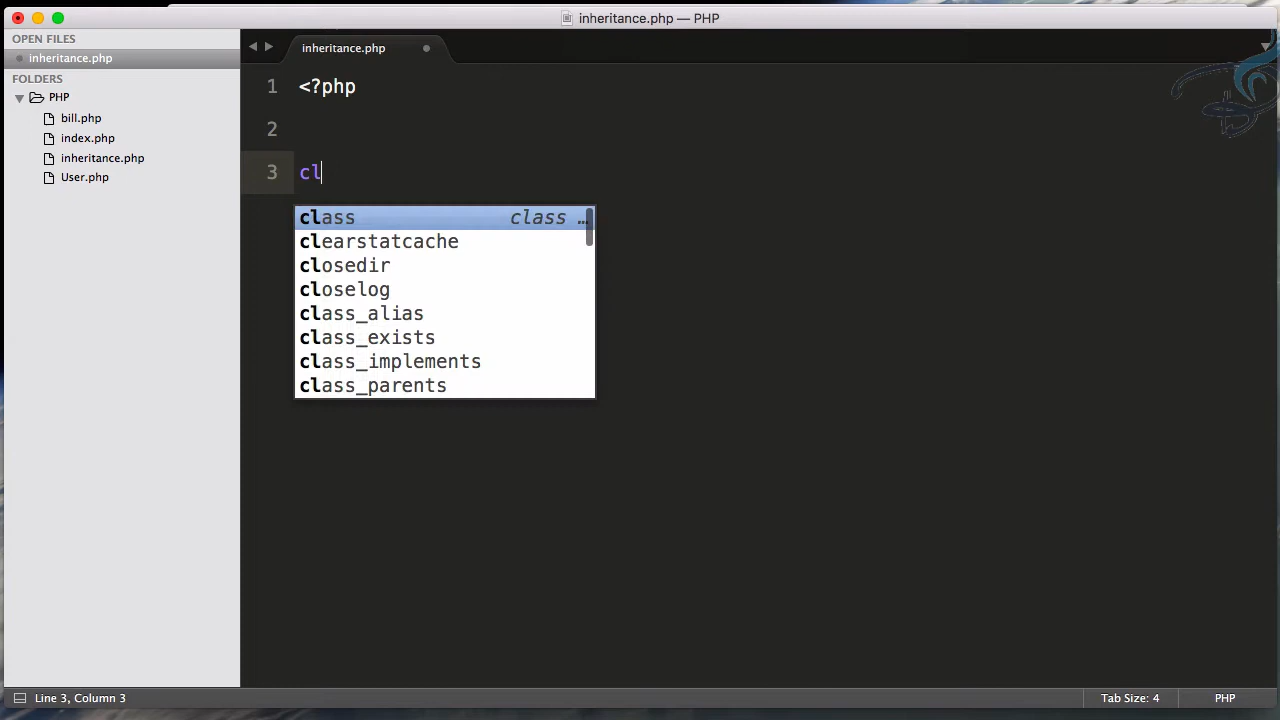 inheritance.php — PHP
OPEN FILES
inheritance.php
FOLDERS
PHP
bill.php
index.php
inheritance.php
User.php
inheritance.php
1 <?php
2
3 cl
class class …
clearstatcache
closedir
closelog
class_alias
class_exists
class_implements
class_parents
Line 3, Column 3
Tab Size: 4
PHP